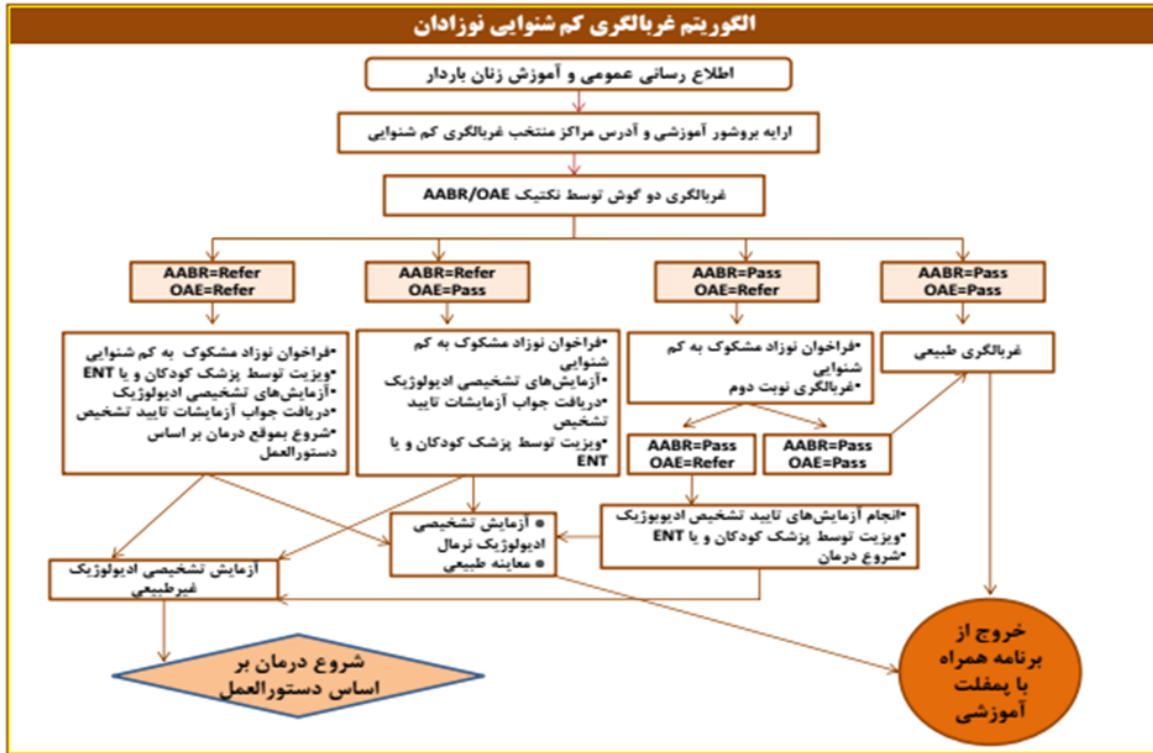 الگوریتم غربالگری کم شنوایی نوزادان
اطلاع رسانی عمومی و آموزش زنان باردار
ارایه بروشور آموزشی و آدرس مراکز منتخب غربالگری کم شنوایی
غربالگری دو گوش توسط تکنیک AABR/OAE
AABR=Pass
OAE=Pass
AABR=Pass
OAE=Refer
AABR=Refer
OAE=Pass
AABR=Refer
OAE=Refer
غربالگری طبیعی
•فراخوان نوزاد مشکوک به کم
شنوایی
•غربالگری نوبت دوم
•فراخوان نوزاد مشکوک به کم
شنوایی
•آزمایش‌های تشخیصی ادیولوژیک
•دریافت جواب آزمایشات تایید
تشخیص
•ویزیت توسط پزشک کودکان و یا
ENT
•فراخوان نوزاد مشکوک به کم شنوایی
•ویزیت توسط پزشک کودکان و یا ENT
•آزمایش‌های تشخیصی ادیولوژیک
•دریافت جواب آزمایشات تایید تشخیص
•شروع بموقع درمان بر اساس
دستورالعمل
AABR=Pass
OAE=Pass
AABR=Pass
OAE=Refer
•انجام آزمایش‌های تایید تشخیص ادیویوژیک
•ویزیت توسط پزشک کودکان و یا ENT
•شروع درمان
آزمایش تشخیصی
ادیولوژیک نرمال
معاینه طبیعی
آزمایش تشخیصی ادیولوژیک
غیرطبیعی
خروج از
برنامه همراه
با پمفلت
آموزشی
شروع درمان بر
اساس دستورالعمل